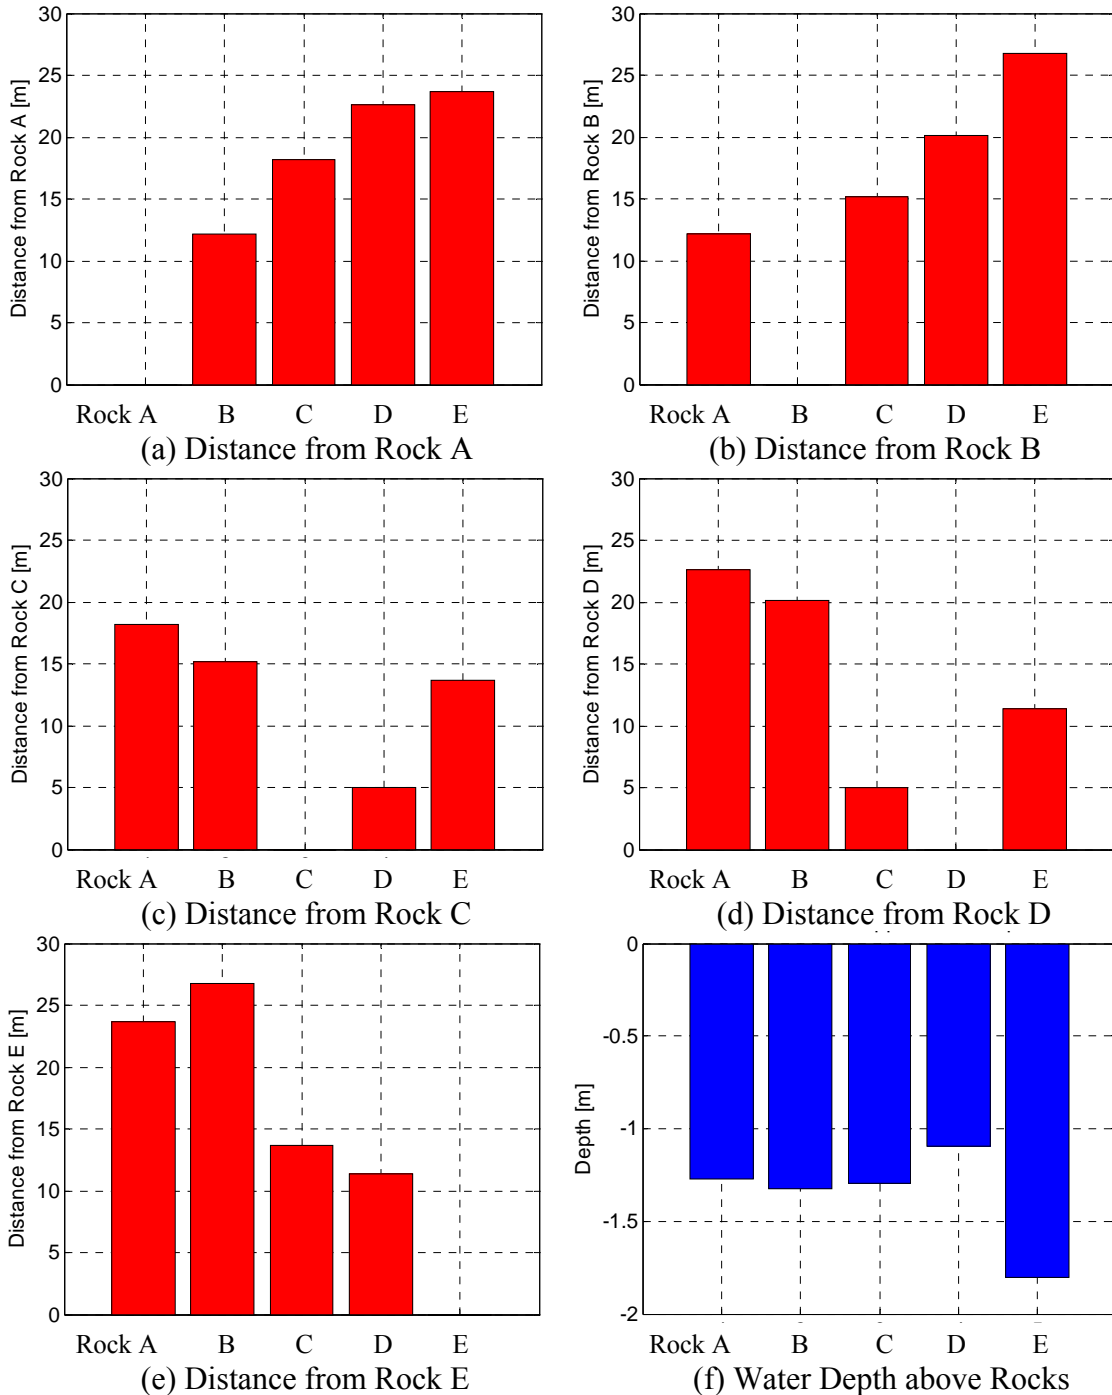 30
25
20
15
10
5
0
Distance from Rock A [m]
Rock A B C D E
(a) Distance from Rock A
30
25
20
15
10
5
0
Distance from Rock B [m]
Rock A B C D E
(b) Distance from Rock B
30
25
20
15
10
5
0
Distance from Rock C [m]
Rock A B C D E
(c) Distance from Rock C
30
25
20
15
10
5
0
Distance from Rock D [m]
Rock A B C D E
(d) Distance from Rock D
30
25
20
15
10
5
0
Distance from Rock E [m]
Rock A B C D E
(e) Distance from Rock E
0
-0.5
-1
-1.5
-2
Depth [m]
Rock A B C D E
(f) Water Depth above Rocks